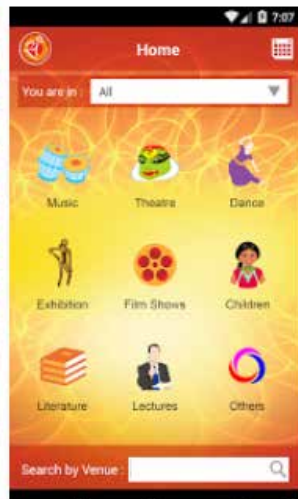 7:07
Home
You are in : All
Music Theatre Dance
Exhibition Film Shows Children
Literature Lectures Others
Search by Venue :